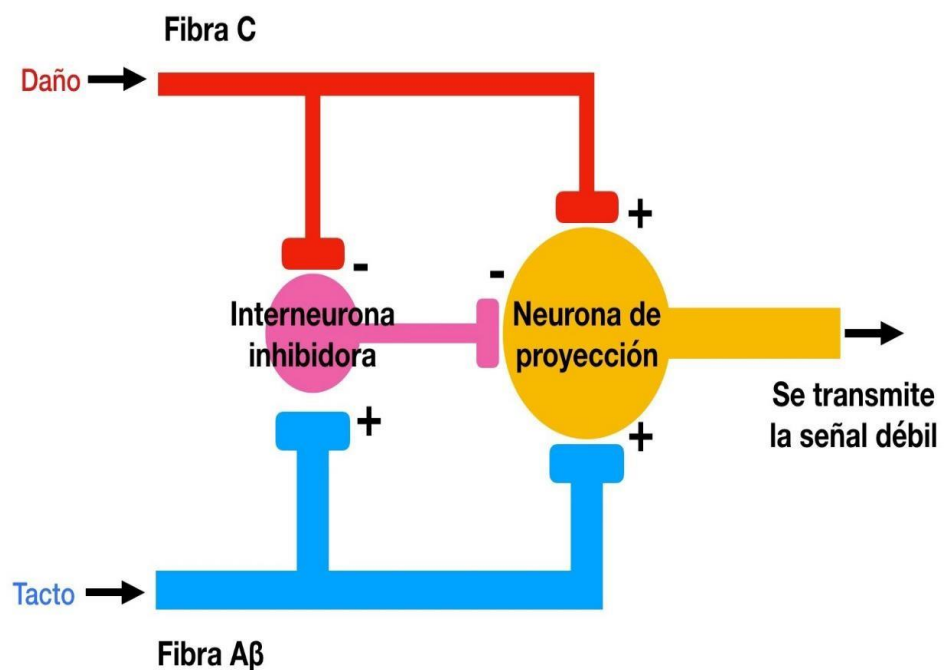 Fibra C
Daño
+
-
-
Interneurona
inhibidora
Neurona de
proyección
Se transmite
la señal débil
+
+
Tacto
Fibra Aβ